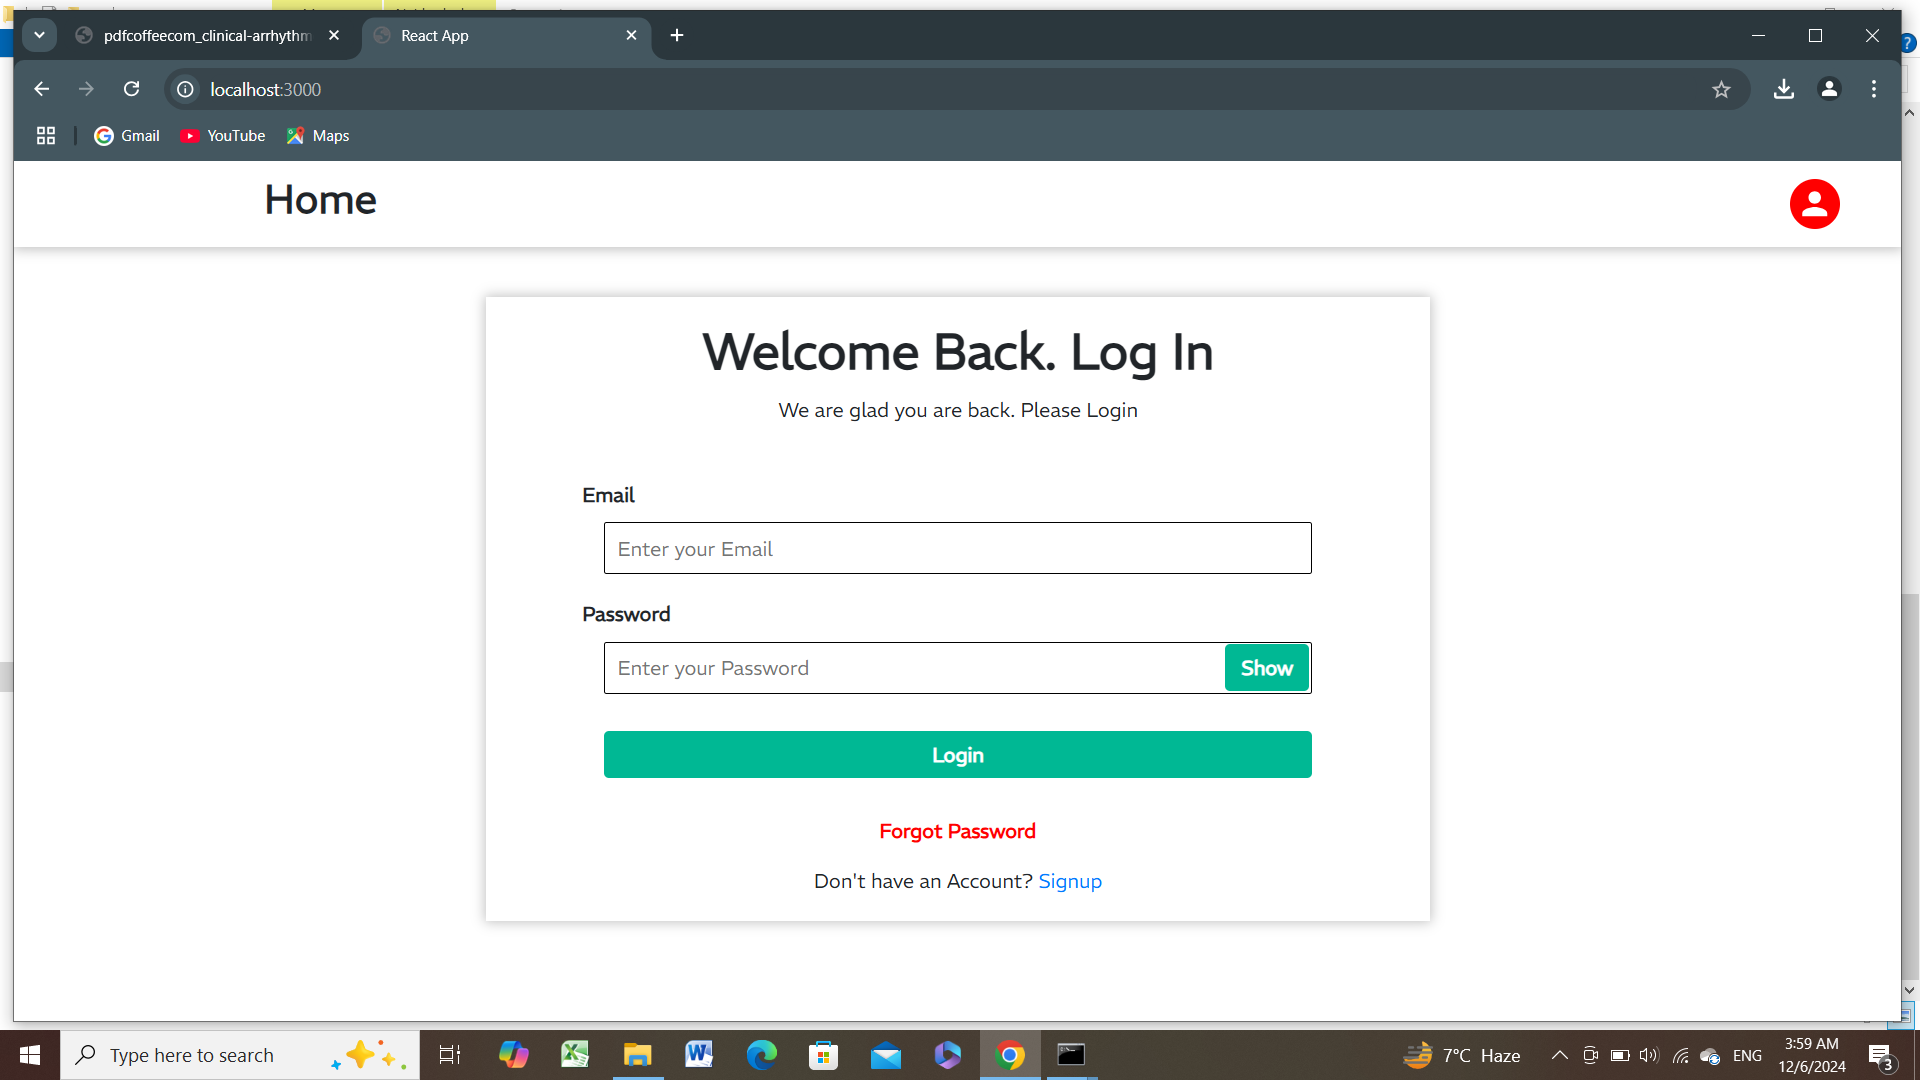 pdfcoffeecom_clinical-arrhythm
React App
localhost:3000
Gmail
YouTube
Maps
Home
Welcome Back. Log In
We are glad you are back. Please Login
Email
Enter your Email
Password
Enter your Password
Show
Login
Forgot Password
Don't have an Account? Signup
Type here to search
7°C Haze
ENG
3:59 AM
12/6/2024
3